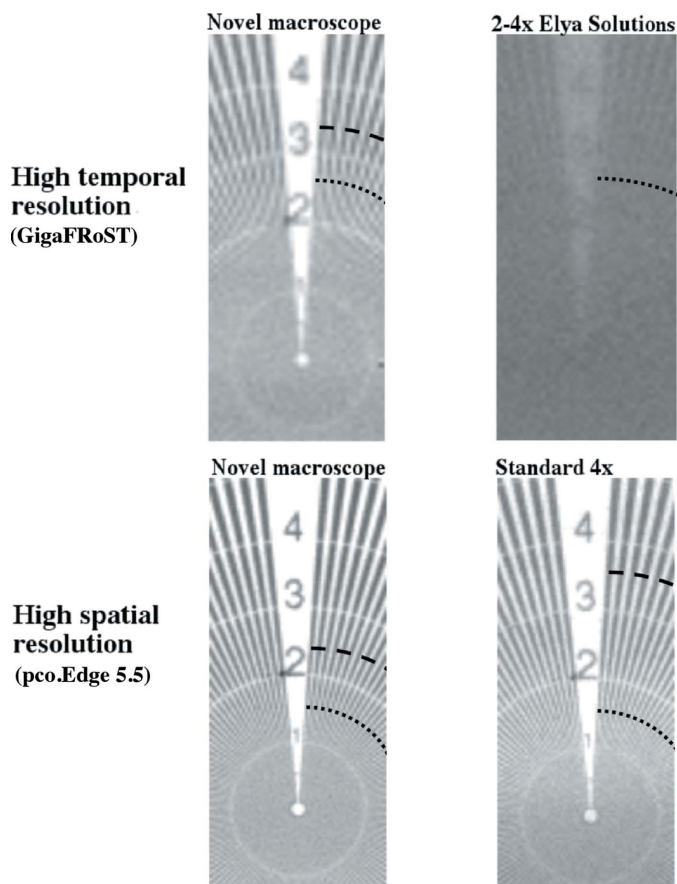 Novel macroscope
2-4x Elya Solutions
4
3
2
1
High temporal
resolution
(GigaFRoST)
Novel macroscope
Standard 4x
4
3
2
1
4
3
2
1
High spatial
resolution
(pco.Edge 5.5)